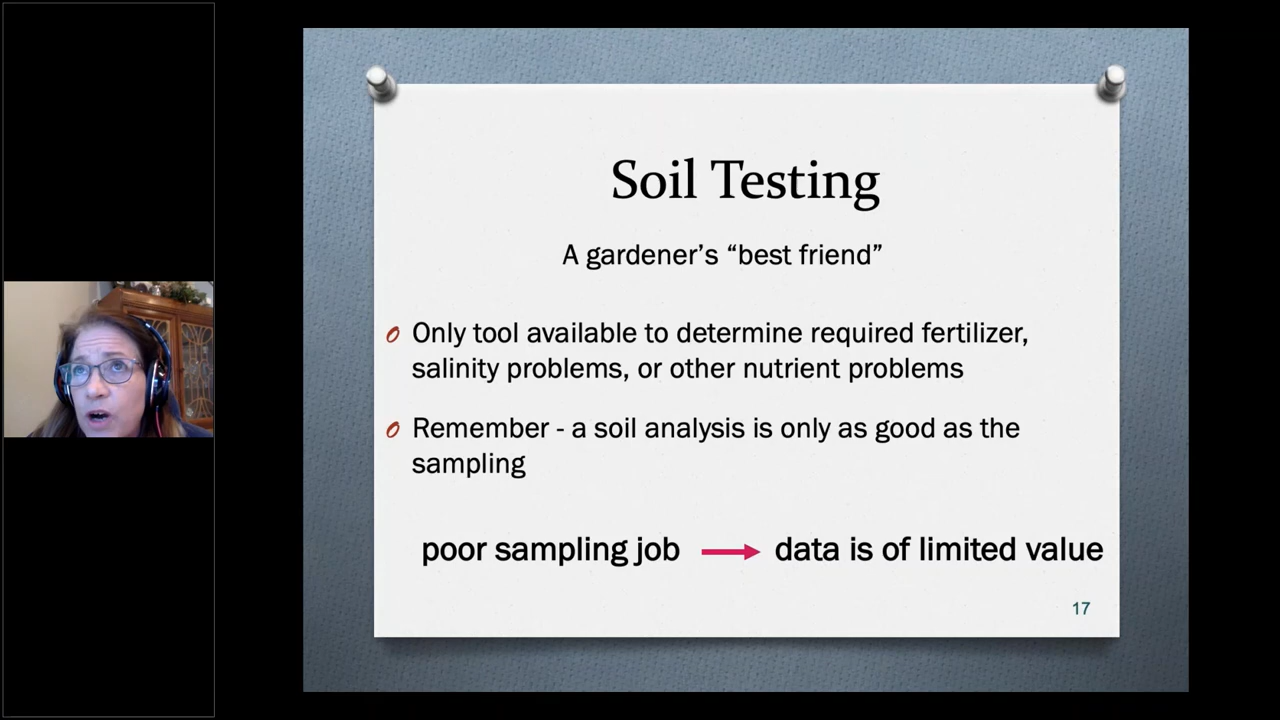 Soil Testing
A gardener's “best friend”
Only tool available to determine required fertilizer,
salinity problems, or other nutrient problems
Remember - a soil analysis is only as good as the
sampling
poor sampling job → data is of limited value
17